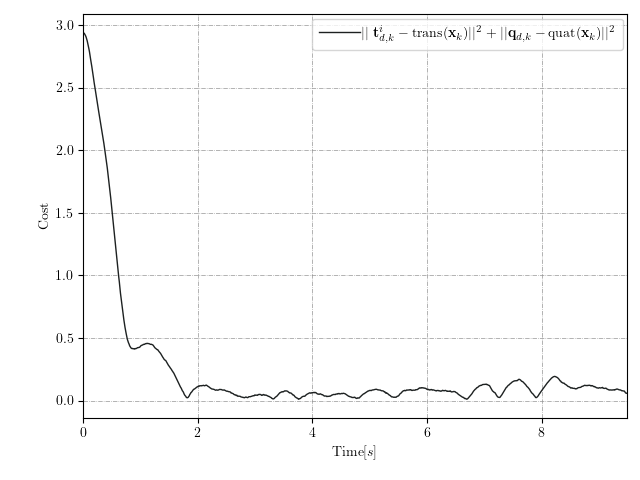 || t^i_{d,k} − trans(x_k)||^2 + ||q_{d,k} − quat(x_k)||^2
3.0
2.5
2.0
1.5
1.0
0.5
0.0
Cost
0 2 4 6 8
Time[s]